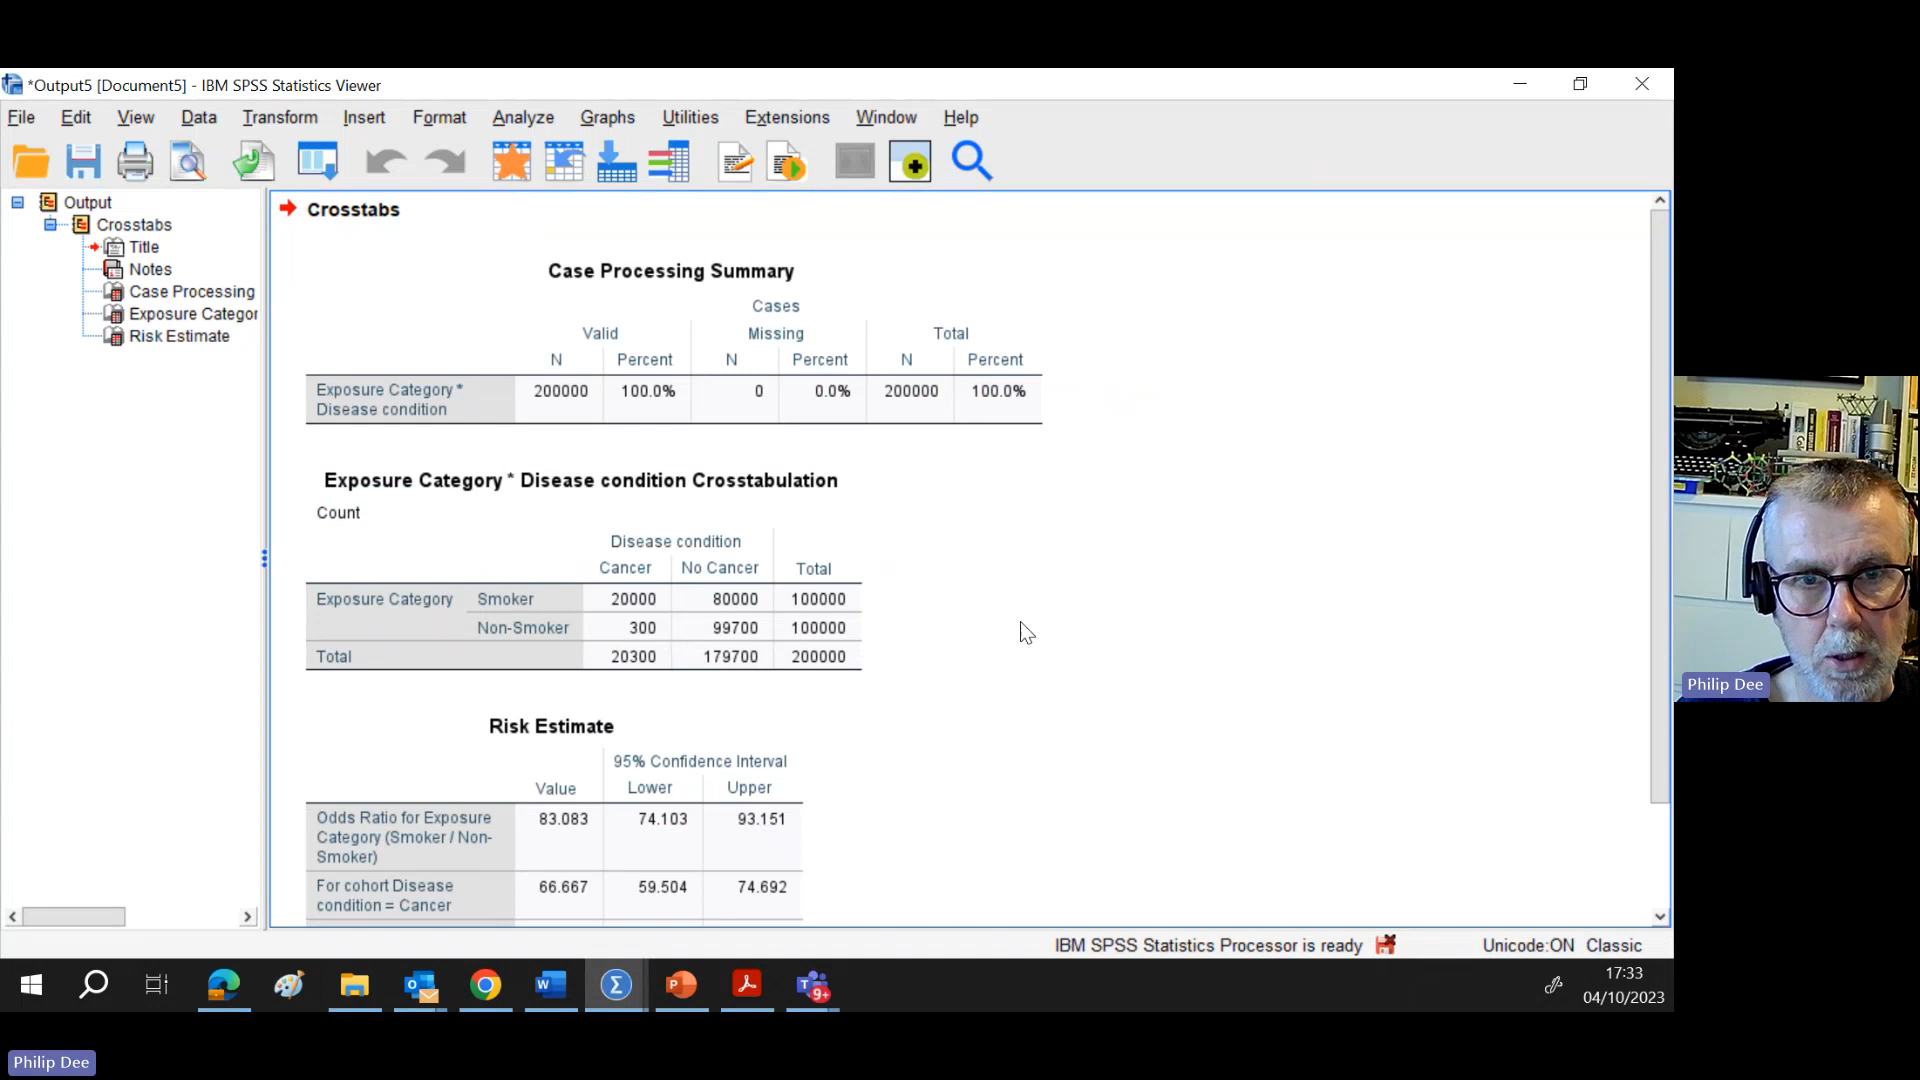 *Output5 [Document5] - IBM SPSS Statistics Viewer
File Edit View Data Transform Insert Format Analyze Graphs Utilities Extensions Window Help
Output
Crosstabs
Title
Notes
Case Processing
Exposure Categor
Risk Estimate
Crosstabs
Case Processing Summary
Cases
Valid Missing Total
N Percent N Percent N Percent
Exposure Category * 200000 100.0% 0 0.0% 200000 100.0%
Disease condition
Exposure Category * Disease condition Crosstabulation
Count
Disease condition
Cancer No Cancer Total
Exposure Category Smoker 20000 80000 100000
Non-Smoker 300 99700 100000
Total 20300 179700 200000
Risk Estimate
95% Confidence Interval
Value Lower Upper
Odds Ratio for Exposure 83.083 74.103 93.151
Category (Smoker / Non-
Smoker)
For cohort Disease 66.667 59.504 74.692
condition = Cancer
IBM SPSS Statistics Processor is ready Unicode:ON Classic
17:33
04/10/2023
9+
Philip Dee
Philip Dee